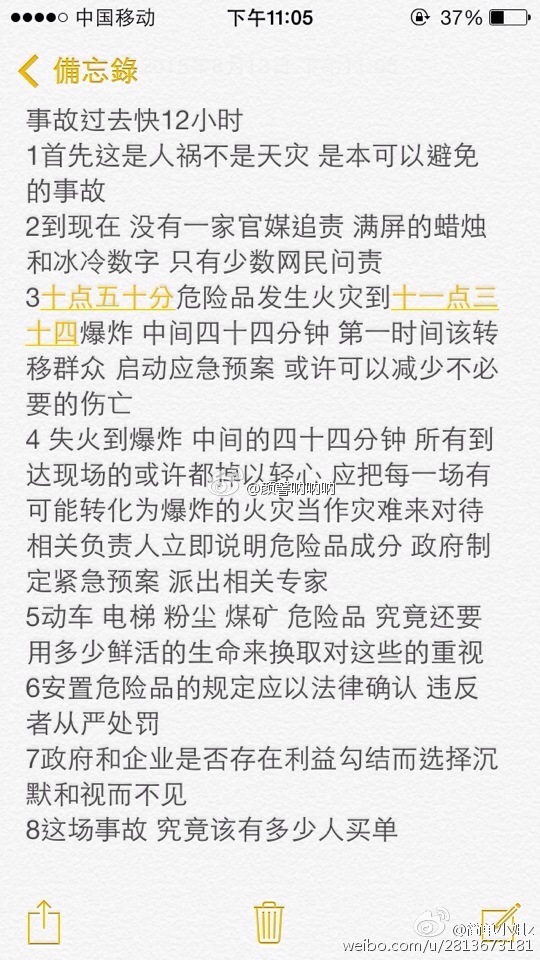 中国移动 下午11:05 37%
備忘錄
事故过去快12小时
1首先这是人祸不是天灾 是本可以避免
的事故
2到现在 没有一家官媒追责 满屏的蜡烛
和冰冷数字 只有少数网民问责
3十点五十分危险品发生火灾到十一点三
十四爆炸 中间四十四分钟 第一时间该转
移群众 启动应急预案 或许可以减少不必
要的伤亡
4 失火到爆炸 中间的四十四分钟 所有到
达现场的或许都掉以轻心 应把每一场有
@颜謦呐呐呐
可能转化为爆炸的火灾当作灾难来对待
相关负责人立即说明危险品成分 政府制
定紧急预案 派出相关专家
5动车 电梯 粉尘 煤矿 危险品 究竟还要
用多少鲜活的生命来换取对这些的重视
6安置危险品的规定应以法律确认 违反
者从严处罚
7政府和企业是否存在利益勾结而选择沉
默和视而不见
8这场事故 究竟该有多少人买单
weibo.com/u/2813673181